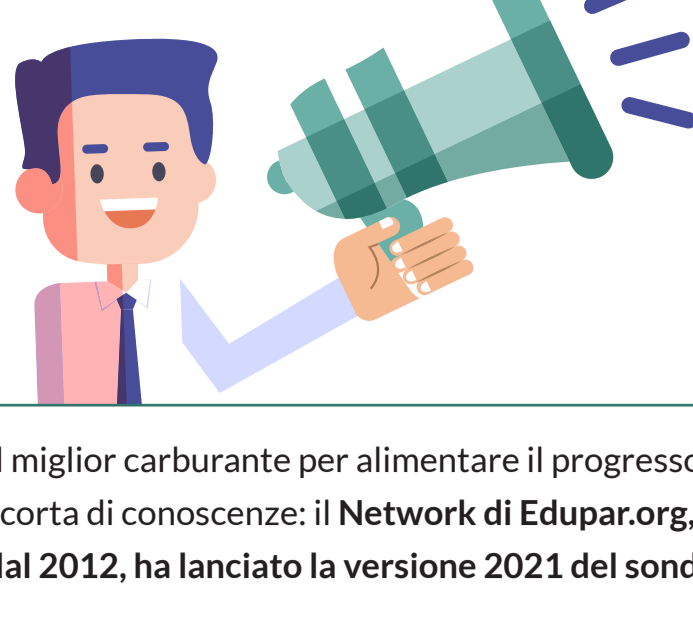 l miglior carburante per alimentare il progresso
corta di conoscenze: il Network di Edupar.org,
dal 2012, ha lanciato la versione 2021 del sond